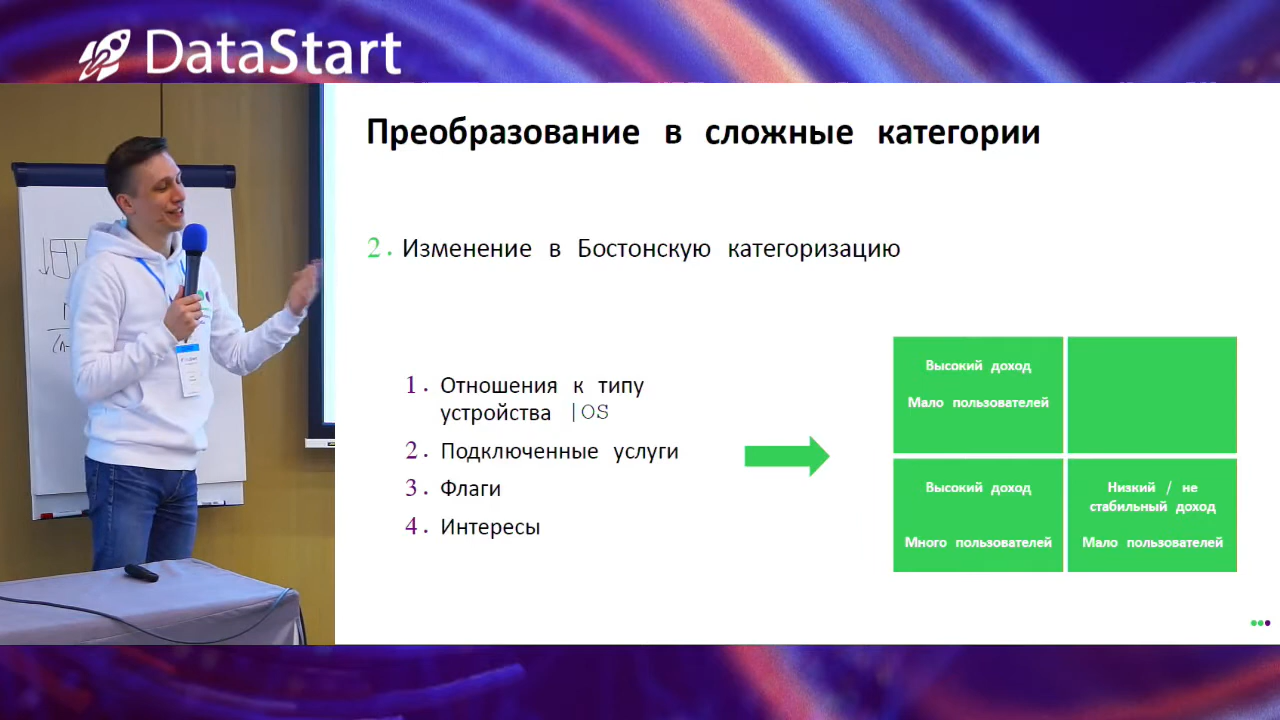 DataStart
Преобразование в сложные категории
2. Изменение в Бостонскую категоризацию
1. Отношения к типу
устройства |OS
2. Подключенные услуги
3. Флаги
4. Интересы
Высокий доход
Мало пользователей
Высокий доход
Много пользователей
Низкий / не
стабильный доход
Мало пользователей